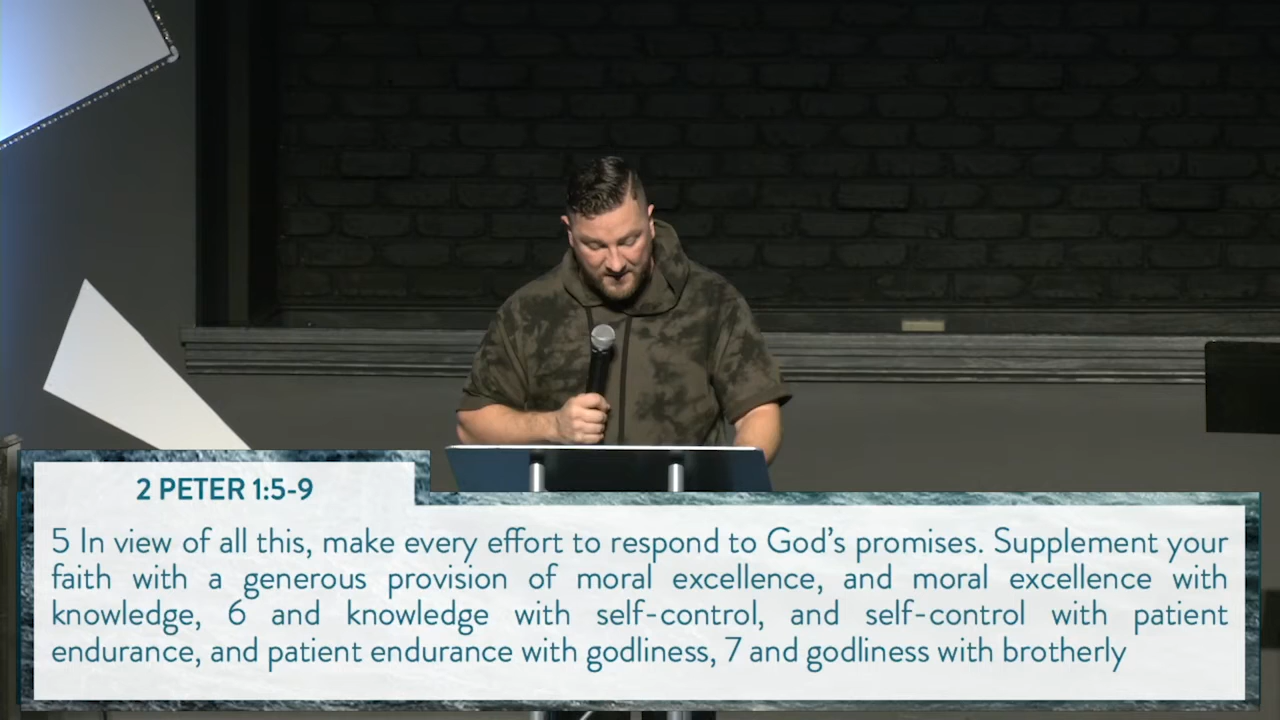 2 PETER 1:5-9
5 In view of all this, make every effort to respond to God's promises. Supplement your
faith with a generous provision of moral excellence, and moral excellence with
knowledge, 6 and knowledge with self-control, and self-control with patient
endurance, and patient endurance with godliness, 7 and godliness with brotherly